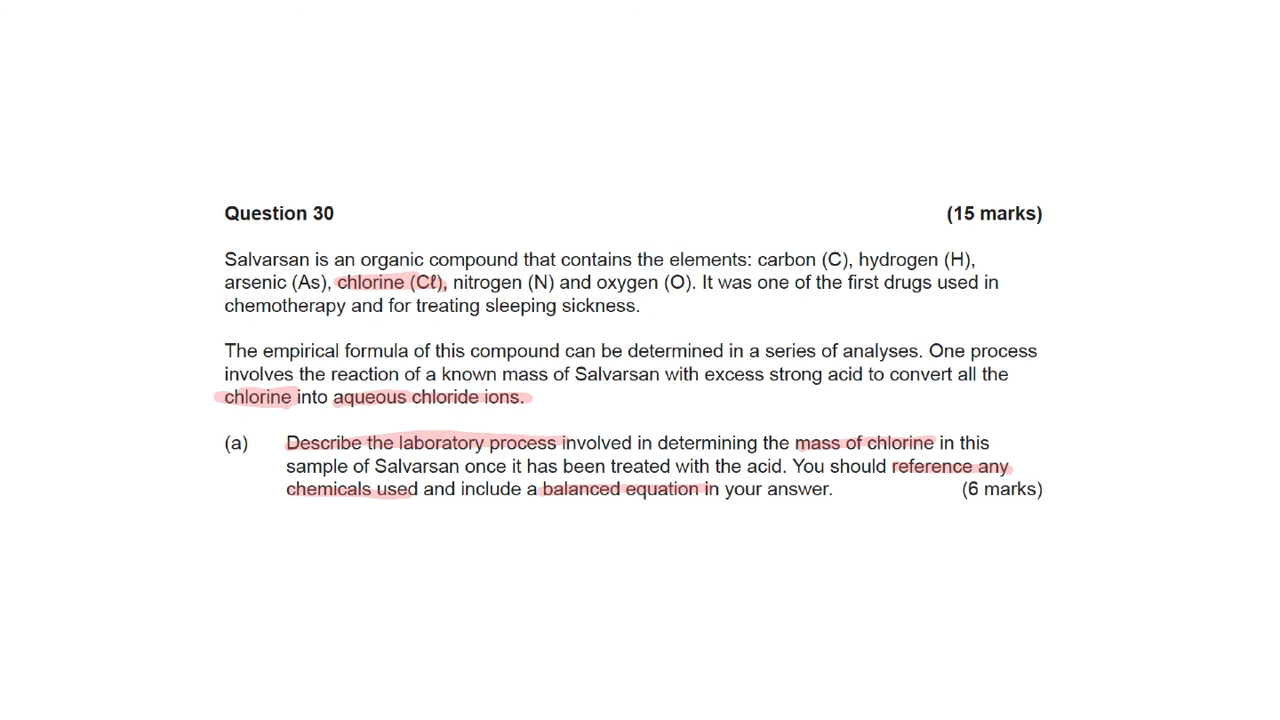 Question 30 (15 marks)
Salvarsan is an organic compound that contains the elements: carbon (C), hydrogen (H),
arsenic (As), chlorine (Cℓ), nitrogen (N) and oxygen (O). It was one of the first drugs used in
chemotherapy and for treating sleeping sickness.
The empirical formula of this compound can be determined in a series of analyses. One process
involves the reaction of a known mass of Salvarsan with excess strong acid to convert all the
chlorine into aqueous chloride ions.
(a) Describe the laboratory process involved in determining the mass of chlorine in this
sample of Salvarsan once it has been treated with the acid. You should reference any
chemicals used and include a balanced equation in your answer. (6 marks)